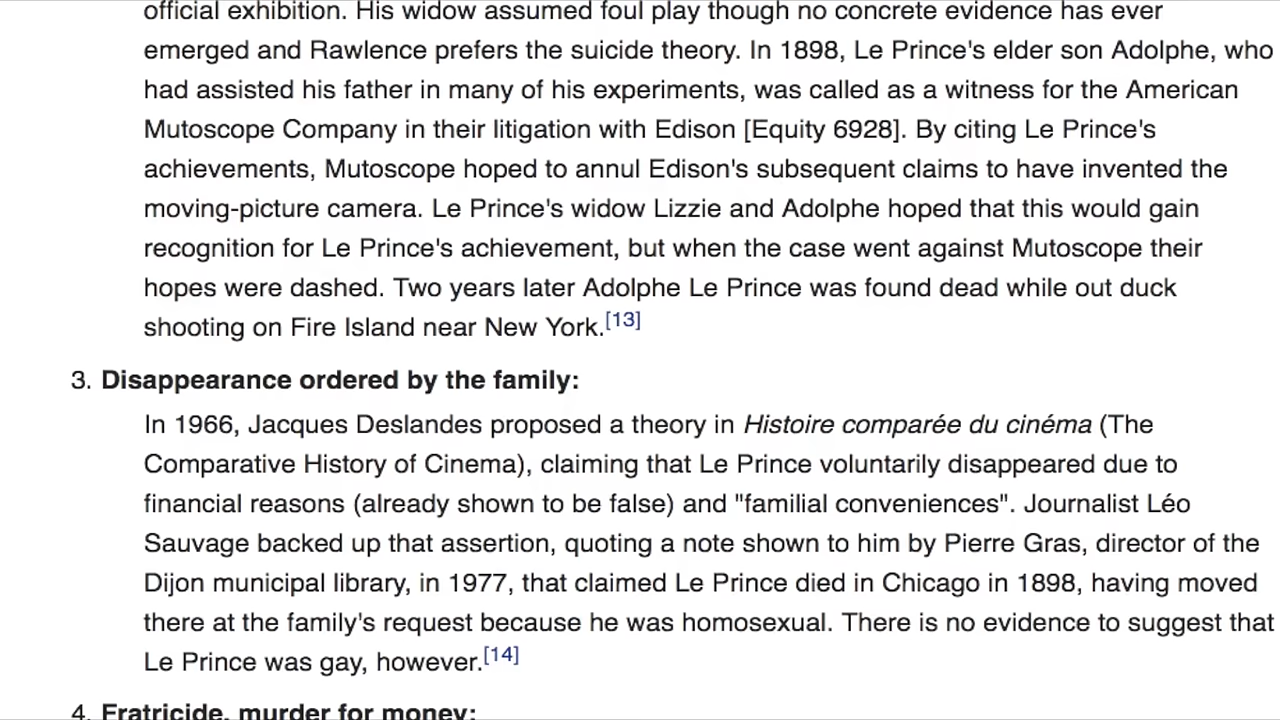 official exhibition. His widow assumed foul play though no concrete evidence has ever
emerged and Rawlence prefers the suicide theory. In 1898, Le Prince's elder son Adolphe, who
had assisted his father in many of his experiments, was called as a witness for the American
Mutoscope Company in their litigation with Edison [Equity 6928]. By citing Le Prince's
achievements, Mutoscope hoped to annul Edison's subsequent claims to have invented the
moving-picture camera. Le Prince's widow Lizzie and Adolphe hoped that this would gain
recognition for Le Prince's achievement, but when the case went against Mutoscope their
hopes were dashed. Two years later Adolphe Le Prince was found dead while out duck
shooting on Fire Island near New York.[13]
3. Disappearance ordered by the family:
In 1966, Jacques Deslandes proposed a theory in Histoire comparée du cinéma (The
Comparative History of Cinema), claiming that Le Prince voluntarily disappeared due to
financial reasons (already shown to be false) and "familial conveniences". Journalist Léo
Sauvage backed up that assertion, quoting a note shown to him by Pierre Gras, director of the
Dijon municipal library, in 1977, that claimed Le Prince died in Chicago in 1898, having moved
there at the family's request because he was homosexual. There is no evidence to suggest that
Le Prince was gay, however.[14]
4. Fratricide, murder for money: